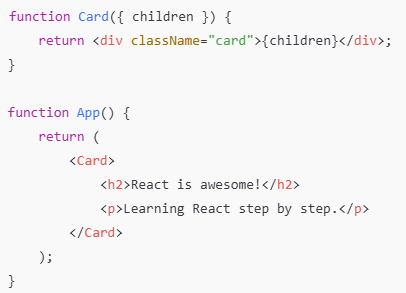 function Card({ children }) {
    return <div className="card">{children}</div>;
}

function App() {
    return (
        <Card>
            <h2>React is awesome!</h2>
            <p>Learning React step by step.</p>
        </Card>
    );
}